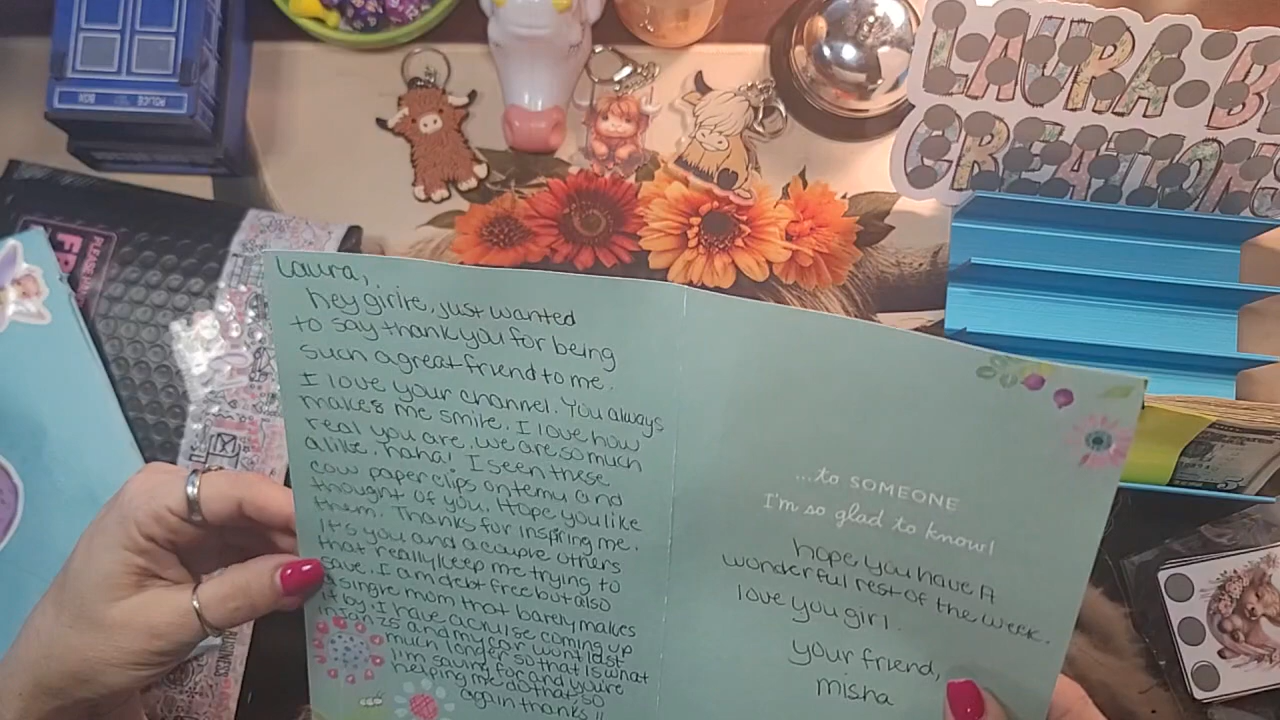 POLICE
BOX
LAURA B
CREATIONS
PLEASE
Laura,
hey girlie, just wanted
to say thank you for being
such a great friend to me.
I love your channel. You always
makes me smile. I love how
real you are. we are so much
alike. haha! I seen these
cow paper clips on temu and
thought of you. Hope you like
them. Thanks for inspiring me.
It's you and a couple others
that really keep me trying to
save. I am debt free but also
a single mom that barely makes
it by. I have a cruise coming up
in Jan 25 and my car wont last
much longer so that is what
I'm saving for and you're
helping me do that. so
again thanks!!
...to SOMEONE
I'm so glad to know!
hope you have A
wonderful rest of the week.
love you girl.
your friend,
misha